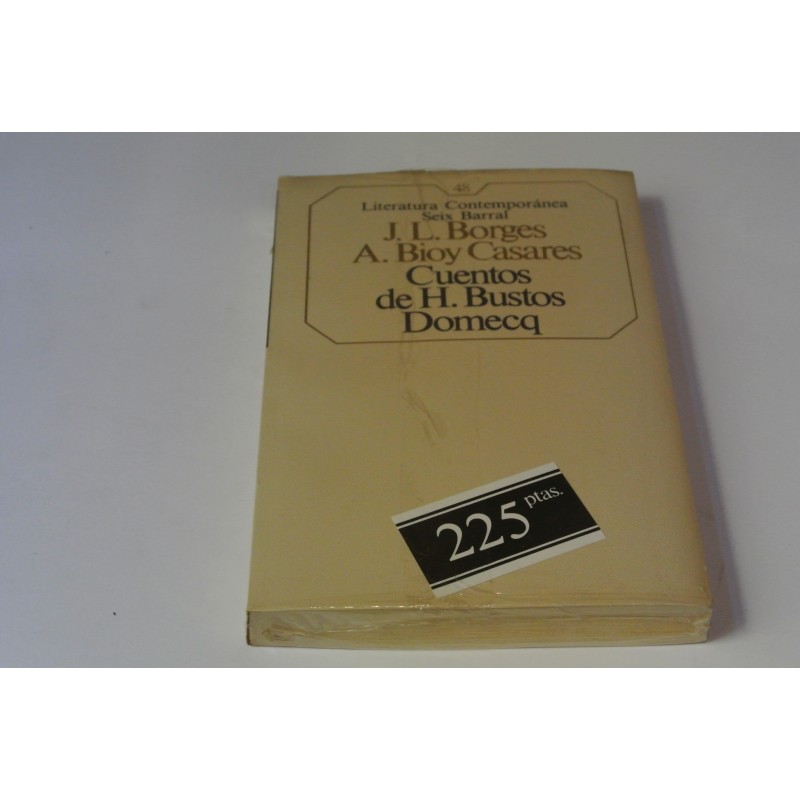 48
Literatura Contemporánea
Seix Barral
J. L. Borges
A. Bioy Casares
Cuentos
de H. Bustos
Domecq
225 ptas.